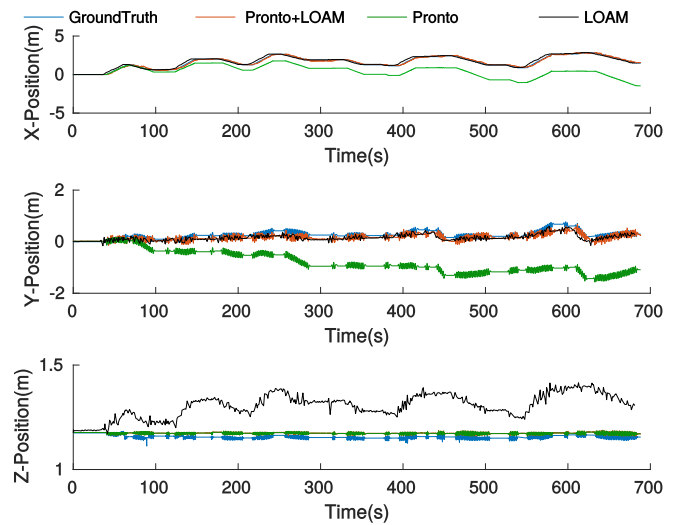 GroundTruth Pronto+LOAM Pronto LOAM
X-Position(m)
5
0
-5
0 100 200 300 400 500 600 700
Time(s)
Y-Position(m)
2
0
-2
0 100 200 300 400 500 600 700
Time(s)
Z-Position(m)
1.5
1
0 100 200 300 400 500 600 700
Time(s)